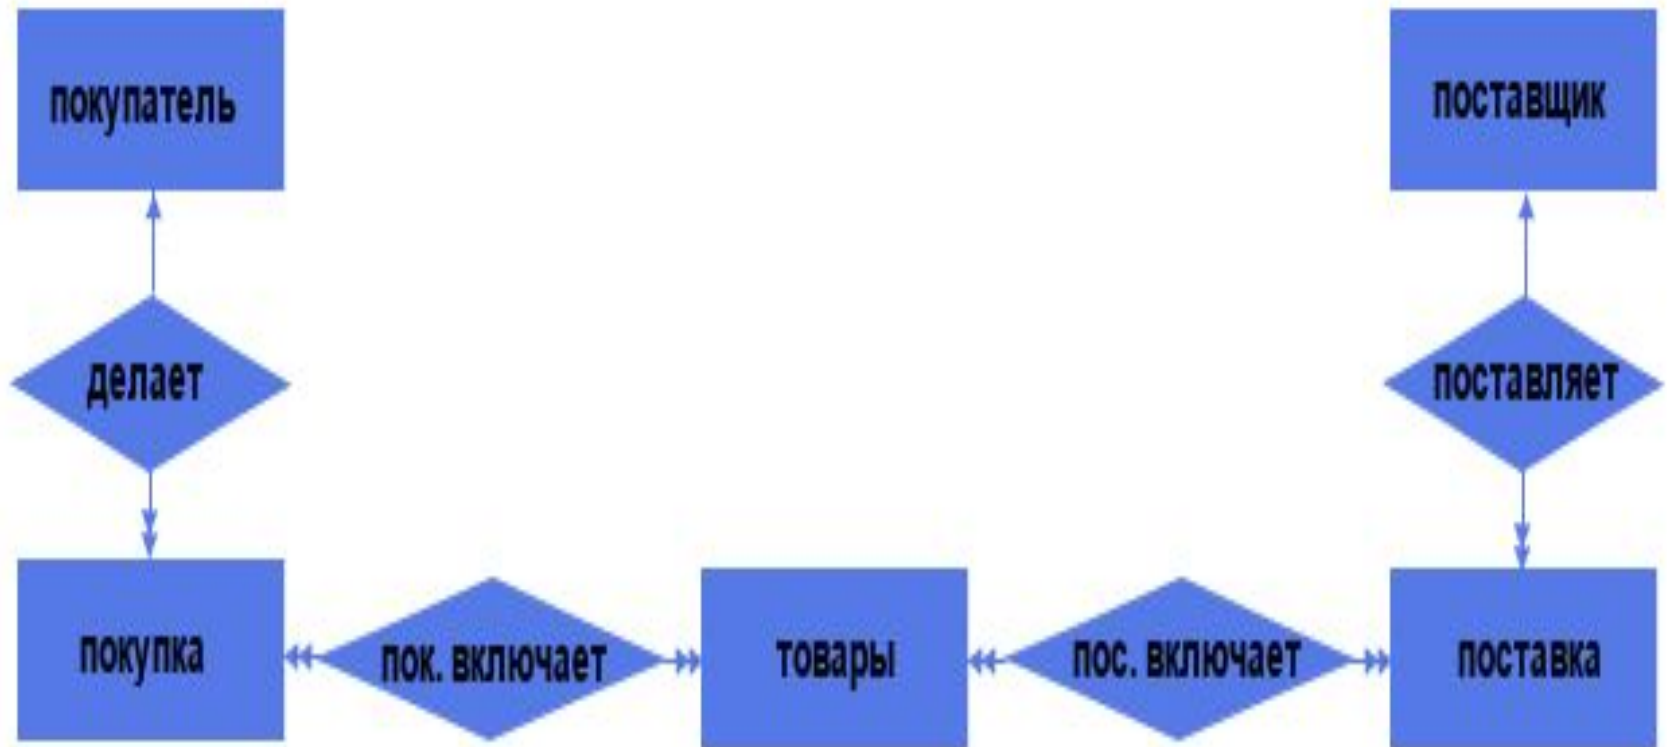 покупатель
поставщик
делает
поставляет
покупка
пок. включает
товары
пос. включает
поставка